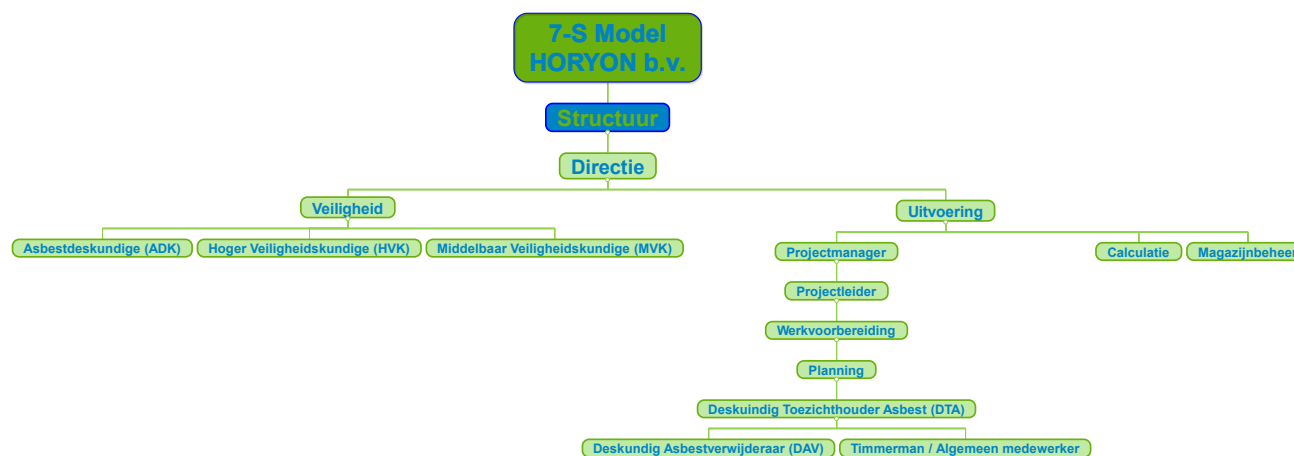 7-S Model
HORYON b.v.
Structuur
Directie
Veiligheid
Uitvoering
Asbestdeskundige (ADK)
Hoger Veiligheidskundige (HVK)
Middelbaar Veiligheidskundige (MVK)
Projectmanager
Calculatie
Magazijnbeheer
Projectleider
Werkvoorbereiding
Planning
Deskuindig Toezichthouder Asbest (DTA)
Deskundig Asbestverwijderaar (DAV)
Timmerman / Algemeen medewerker